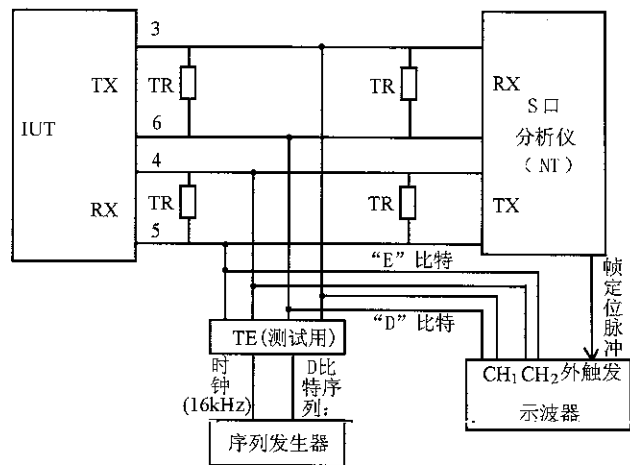 3
TX
TR
TR
RX
IUT
6
S口
分析仪
(NT)
4
RX
TR
TR
TX
5
“E”比特
帧定位脉冲
TE(测试用)
“D”比特
时钟
(16kHz)
D比
特序
列:
CH₁ CH₂ 外触发
示波器
序列发生器